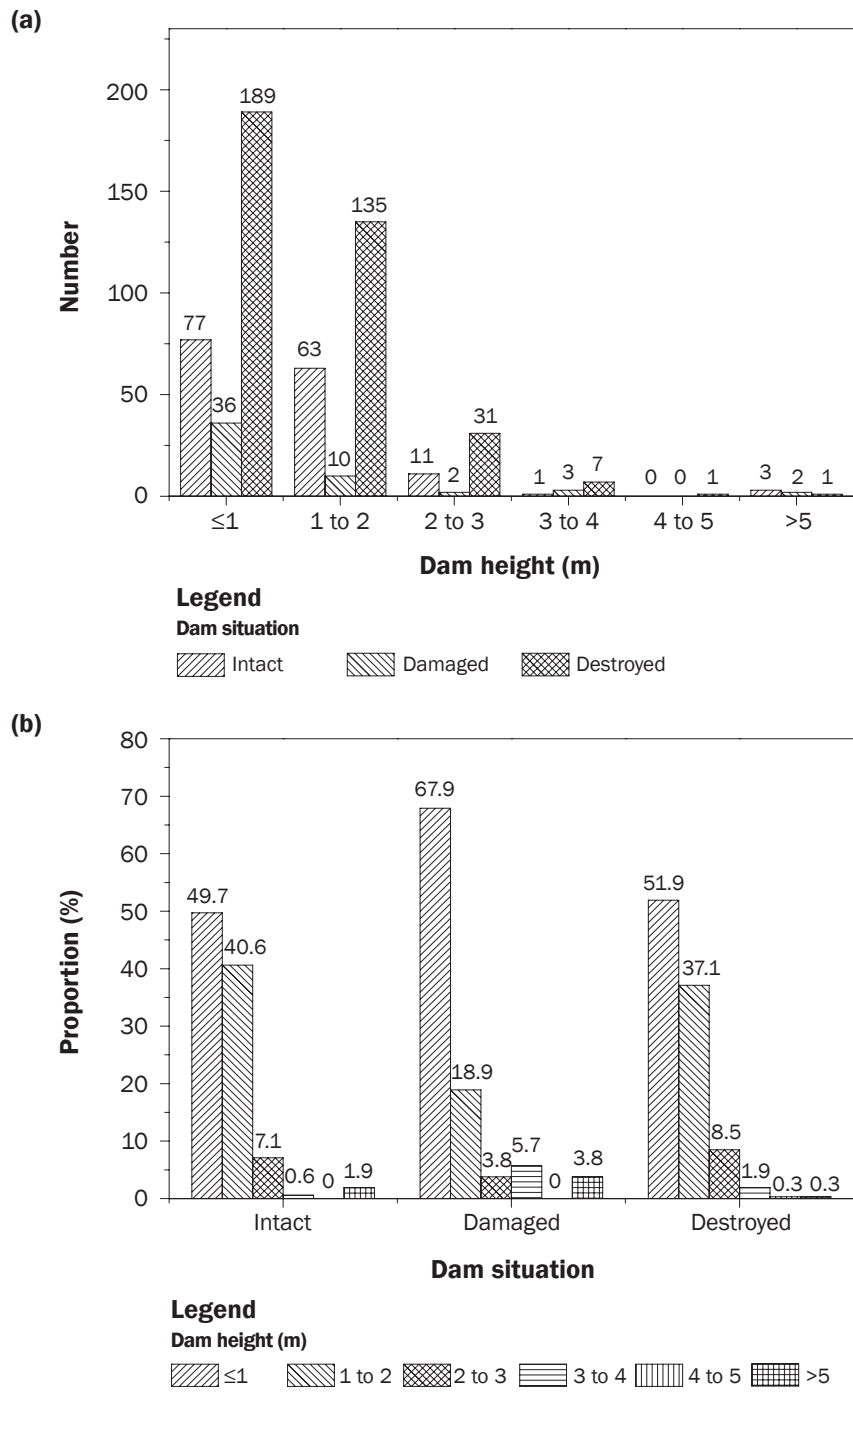 (a)
200
150
100
50
0
Number
189
135
77
63
36
31
10
11
2
1
3
7
0
0
1
3
2
1
≤1
1 to 2
2 to 3
3 to 4
4 to 5
>5
Dam height (m)
Legend
Dam situation
Intact
Damaged
Destroyed
(b)
80
70
60
50
40
30
20
10
0
Proportion (%)
49.7
40.6
7.1
0.6
0
1.9
67.9
18.9
3.8
5.7
0
3.8
51.9
37.1
8.5
1.9
0.3
0.3
Intact
Damaged
Destroyed
Dam situation
Legend
Dam height (m)
≤1
1 to 2
2 to 3
3 to 4
4 to 5
>5